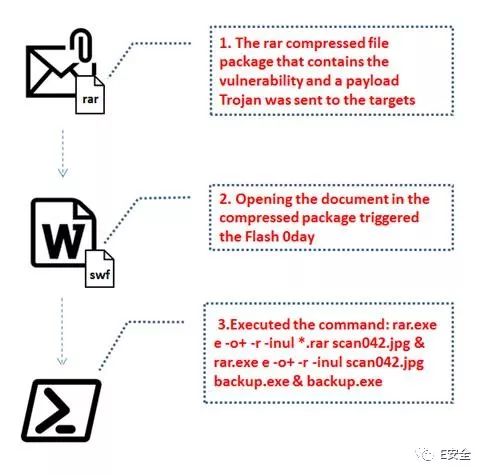 1. The rar compressed file
package that contains the
vulnerability and a payload
Trojan was sent to the targets
rar
2. Opening the document in the
compressed package triggered
the Flash 0day
W
swf
3.Executed the command: rar.exe
e -o+ -r -inul *.rar scan042.jpg &
rar.exe e -o+ -r -inul scan042.jpg
backup.exe & backup.exe
E安全